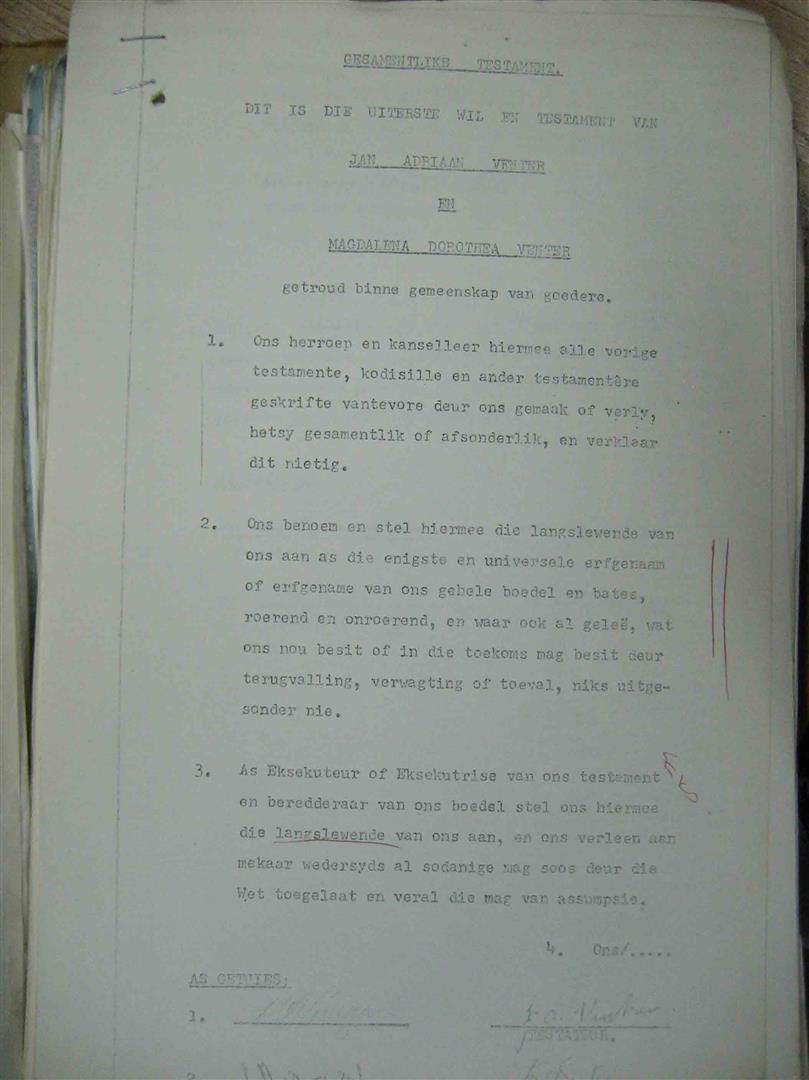 GESAMENTLIKE TESTAMENT.
DIT IS DIE UITERSTE WIL EN TESTAMENT VAN
JAN ADRIAAN VENTER
EN
MAGDALENA DOROTHEA VENTER
getroud binne gemeenskap van goedere.
1. Ons herroep en kanselleer hiermee alle vorige
testamente, kodisille en ander testamentêre
geskrifte vantevore deur ons gemaak of verly,
hetsy gesamentlik of afsonderlik, en verklaar
dit nietig.
2. Ons benoem en stel hiermee die langslewende van
ons aan as die enigste en universele erfgenaam
of erfgename van ons gehele boedel en bates,
roerend en onroerend, en waar ook al geleë, wat
ons nou besit of in die toekoms mag besit deur
terugvalling, verwagting of toeval, niks uitge-
sonder nie.
3. As Eksekuteur of Eksekutrise van ons testament
en beredderaar van ons boedel stel ons hiermee
die langslewende van ons aan, en ons verleen aan
mekaar wedersyds al sodanige mag soos deur die
Wet toegelaat en veral die mag van assumpsie.
4. Ons/.....
AS GETUIES:
1. J. A. Venter
TESTATEUR.